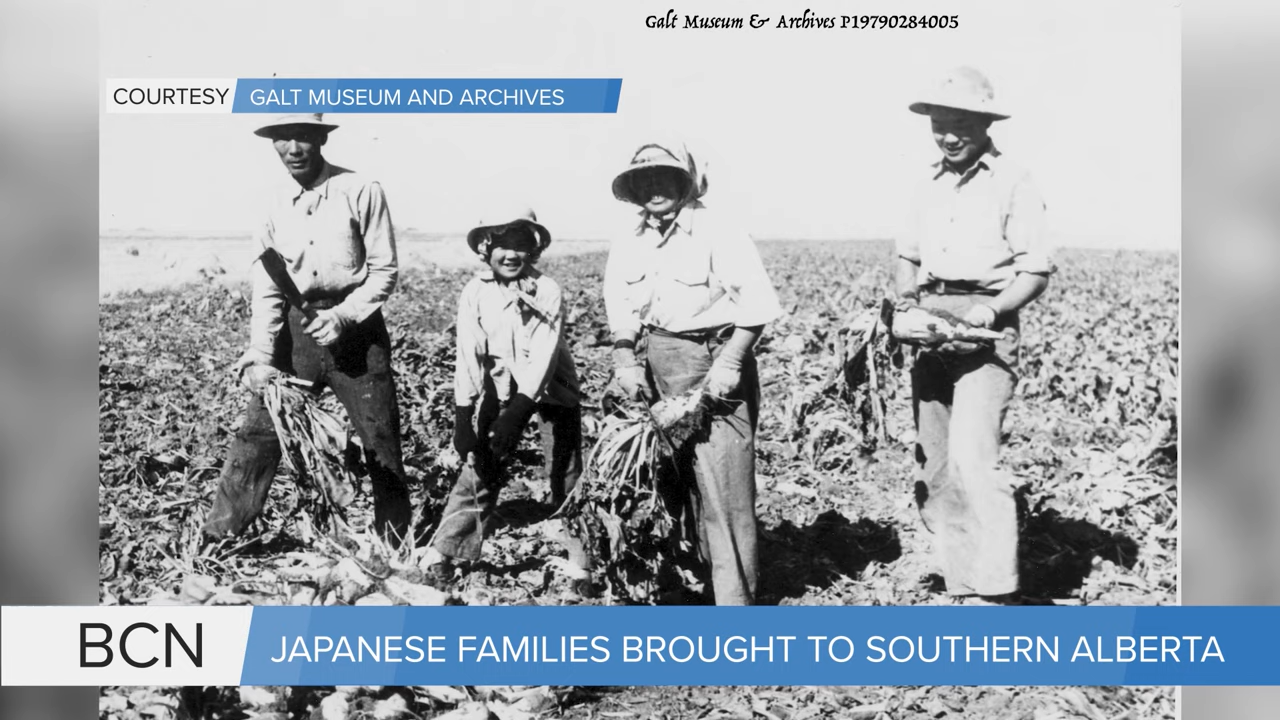 Galt Museum & Archives P19790284005
COURTESY GALT MUSEUM AND ARCHIVES
BCN JAPANESE FAMILIES BROUGHT TO SOUTHERN ALBERTA